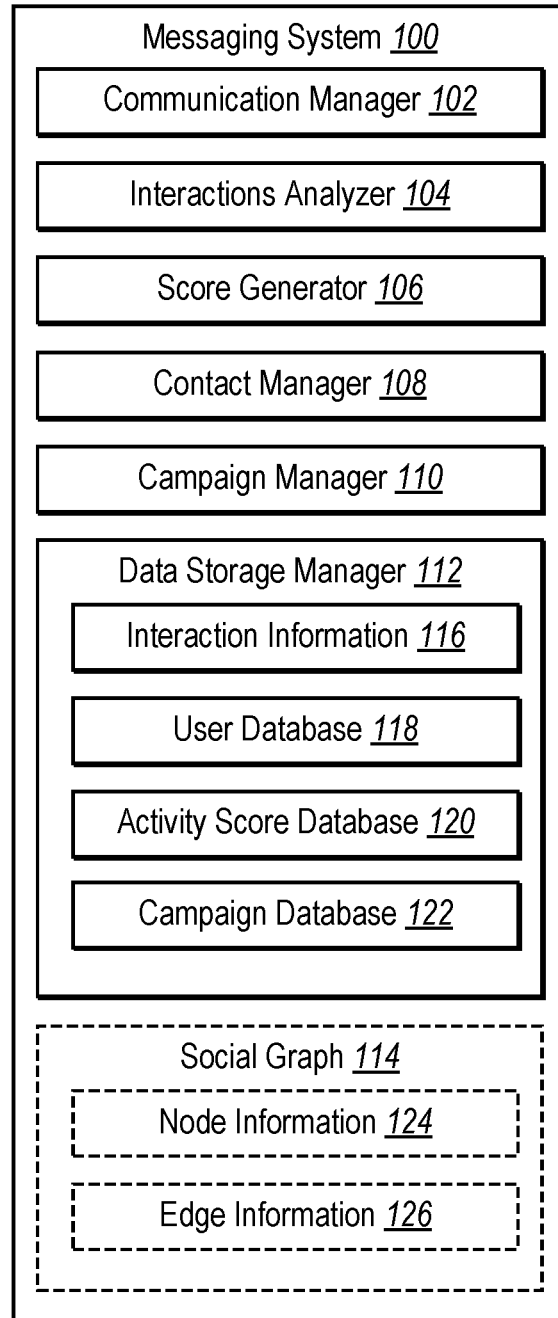 Messaging System 100
Communication Manager 102
Interactions Analyzer 104
Score Generator 106
Contact Manager 108
Campaign Manager 110
Data Storage Manager 112
Interaction Information 116
User Database 118
Activity Score Database 120
Campaign Database 122
Social Graph 114
Node Information 124
Edge Information 126